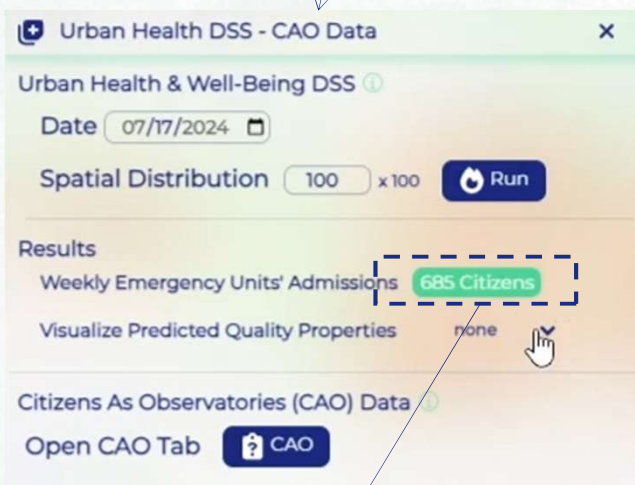 Urban Health DSS - CAO Data
Urban Health & Well-Being DSS
Date 07/17/2024
Spatial Distribution 100 x 100 Run
Results
Weekly Emergency Units' Admissions 685 Citizens
Visualize Predicted Quality Properties none
Citizens As Observatories (CAO) Data
Open CAO Tab CAO